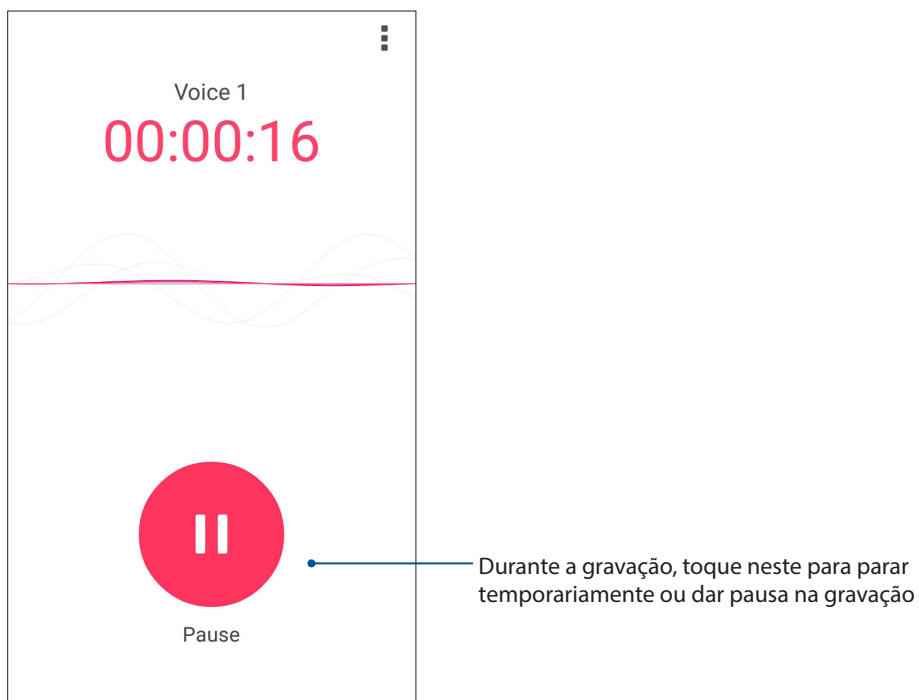 Voice 1
00:00:16
Durante a gravação, toque neste para parar
temporariamente ou dar pausa na gravação
Pause